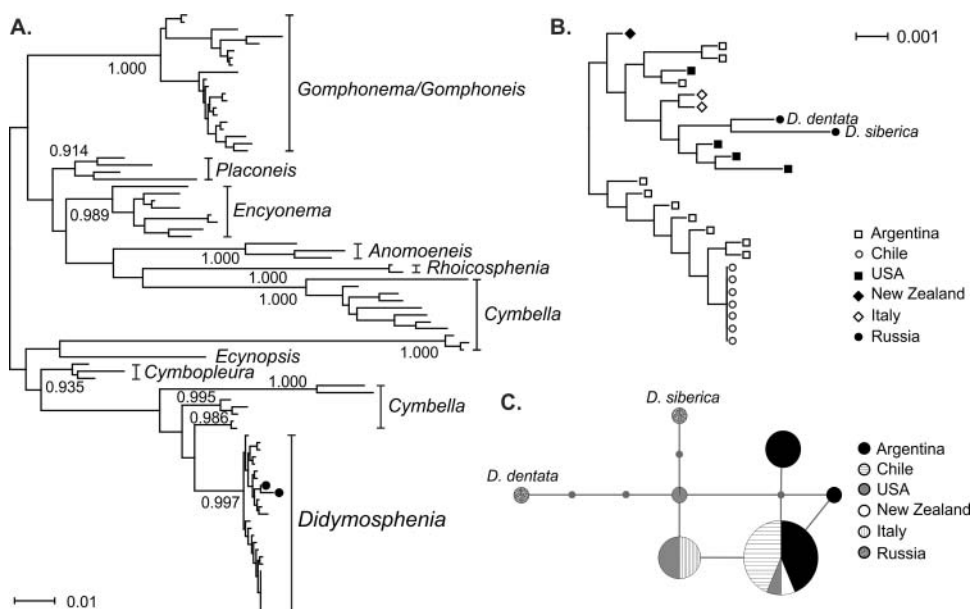 A.
1.000
Gomphonema/Gomphoneis
0.914
Placoneis
0.989
Encyonema
1.000
Anomoeneis
1.000
Rhoicosphenia
1.000
Cymbella
1.000
Ecynopsis
Cymbopleura
0.935
1.000
0.995
Cymbella
0.986
0.997
Didymosphenia
0.01
B.
0.001
D. dentata
D. siberica
Argentina
Chile
USA
New Zealand
Italy
Russia
C.
D. siberica
D. dentata
Argentina
Chile
USA
New Zealand
Italy
Russia